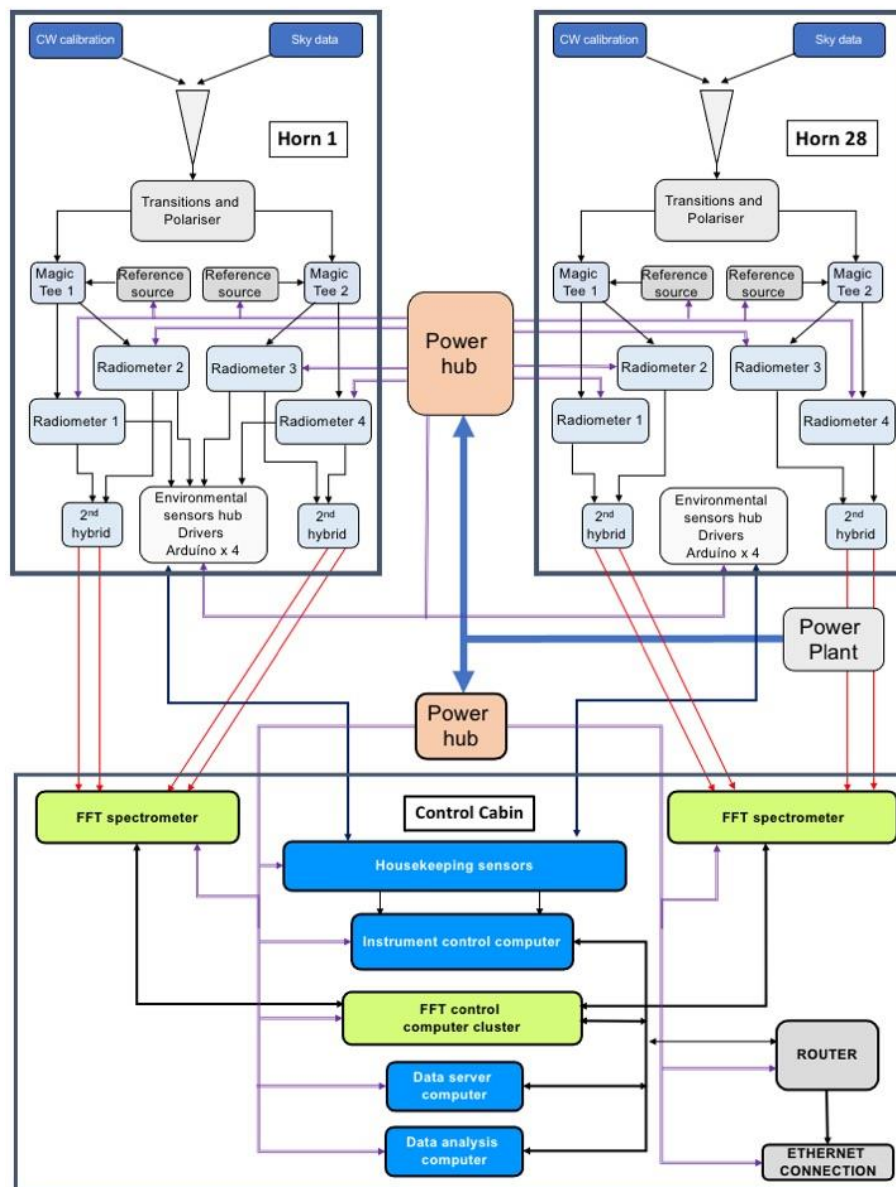 CW calibration
Sky data
Horn 1
Transitions and
Polariser
Magic
Tee 1
Reference
source
Reference
source
Magic
Tee 2
Radiometer 2
Radiometer 3
Radiometer 1
Radiometer 4
2nd
hybrid
Environmental
sensors hub
Drivers
Arduíno x 4
2nd
hybrid
CW calibration
Sky data
Horn 28
Transitions and
Polariser
Magic
Tee 1
Reference
source
Reference
source
Magic
Tee 2
Radiometer 2
Radiometer 3
Radiometer 1
Radiometer 4
2nd
hybrid
Environmental
sensors hub
Drivers
Arduíno x 4
2nd
hybrid
Power
hub
Power
Plant
Power
hub
FFT spectrometer
Control Cabin
FFT spectrometer
Housekeeping sensors
Instrument control computer
FFT control
computer cluster
ROUTER
Data server
computer
Data analysis
computer
ETHERNET
CONNECTION